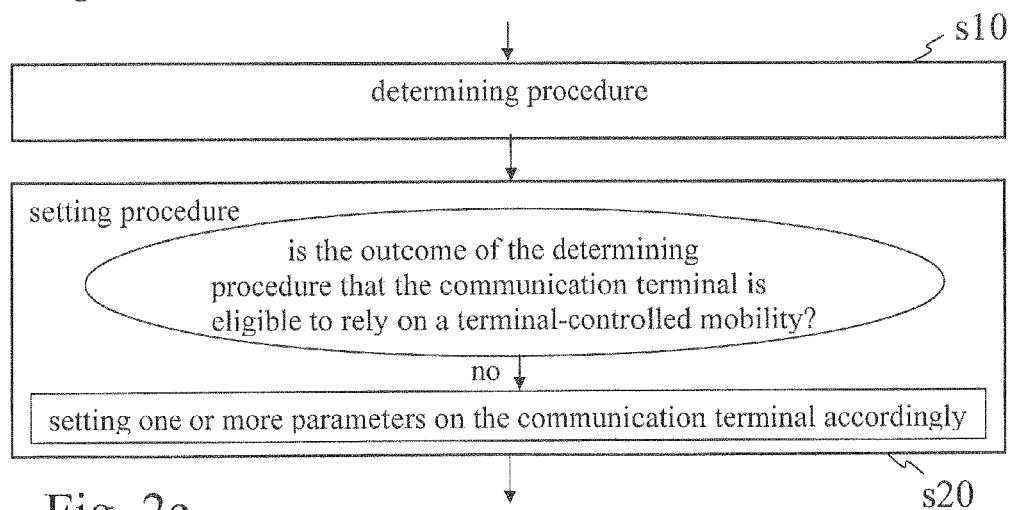 s10
determining procedure
setting procedure
is the outcome of the determining
procedure that the communication terminal is
eligible to rely on a terminal-controlled mobility?
no
setting one or more parameters on the communication terminal accordingly
s20